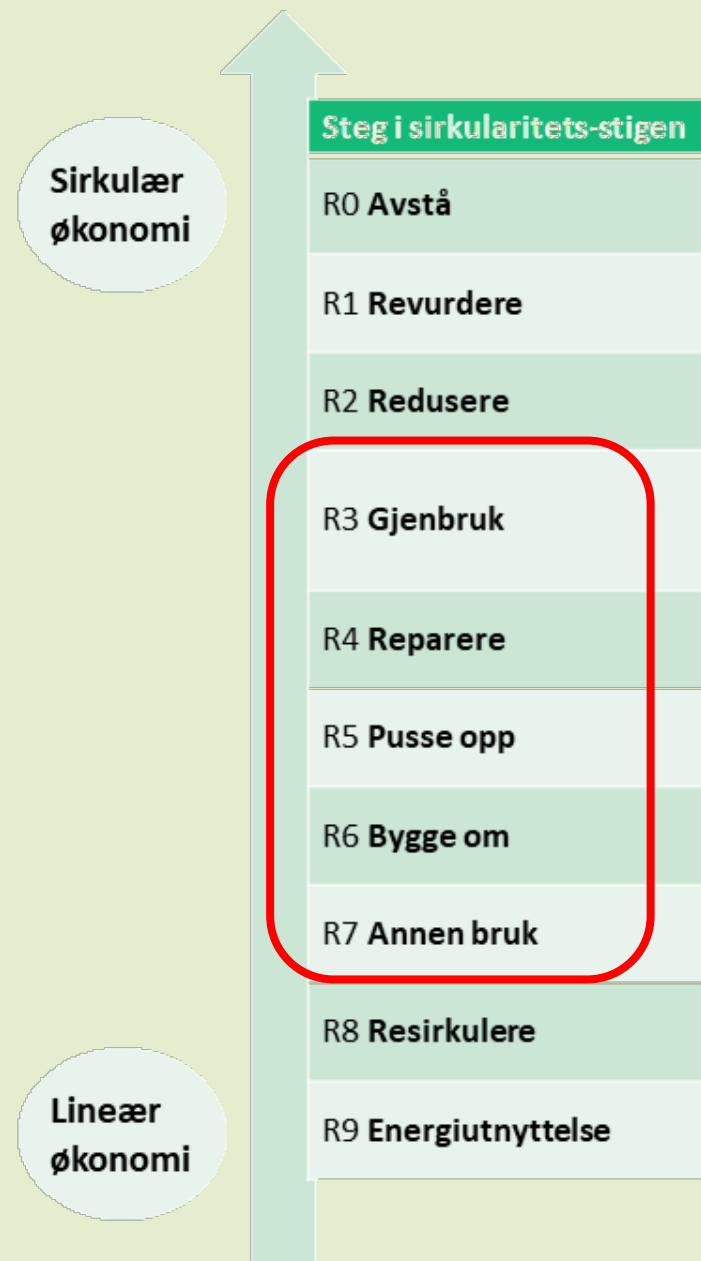 Steg i sirkularitets-stigen
Sirkulær
økonomi
R0 Avstå
R1 Revurdere
R2 Redusere
R3 Gjenbruk
R4 Reparere
R5 Pusse opp
R6 Bygge om
R7 Annen bruk
R8 Resirkulere
Lineær
økonomi
R9 Energiutnyttelse